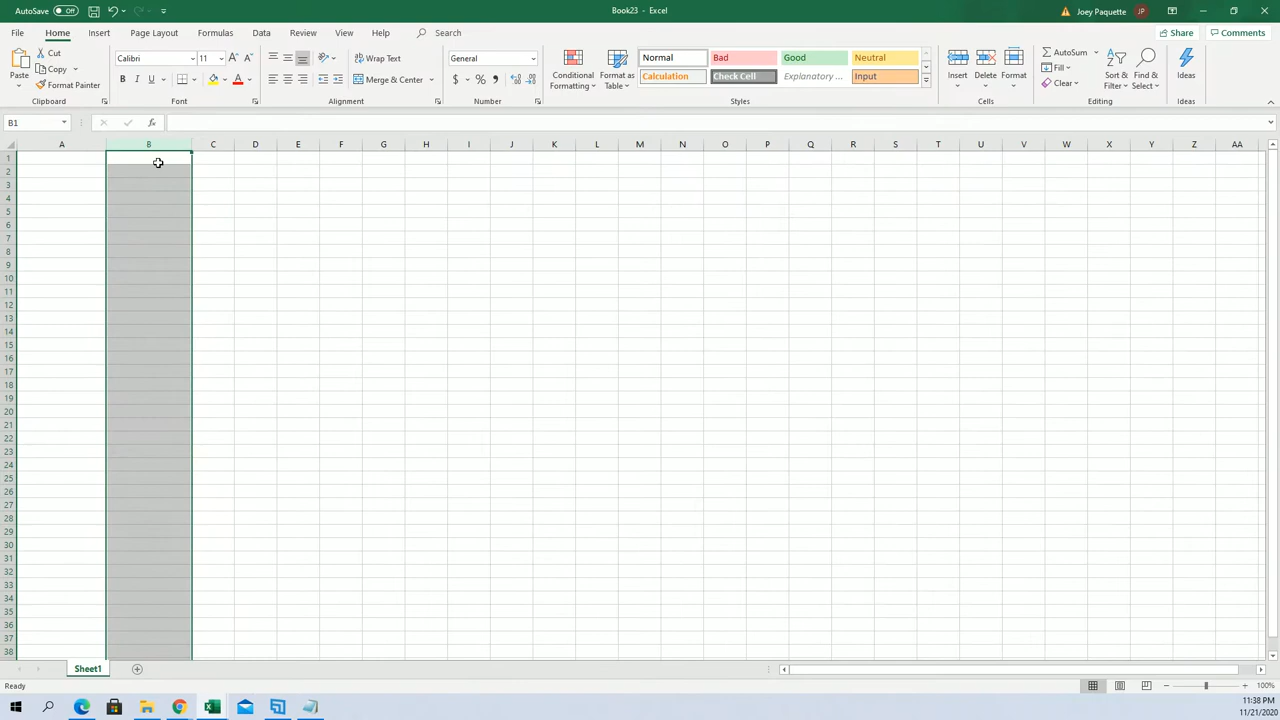 AutoSave Off Book23 - Excel Joey Paquette JP
File Home Insert Page Layout Formulas Data Review View Help Search Share Comments
Paste Cut Copy Format Painter Clipboard
Calibri 11 A A B I U A Font
Wrap Text Merge & Center Alignment
General $ % , Number
Conditional Formatting Format as Table
Normal Bad Good Neutral
Calculation Check Cell Explanatory ... Input
Styles
Insert Delete Format Cells
AutoSum Fill Clear Sort & Filter Find & Select Editing
Ideas Ideas
B1 fx
A B C D E F G H I J K L M N O P Q R S T U V W X Y Z AA
1
2
3
4
5
6
7
8
9
10
11
12
13
14
15
16
17
18
19
20
21
22
23
24
25
26
27
28
29
30
31
32
33
34
35
36
37
38
Sheet1
Ready 100%
11:38 PM
11/21/2020